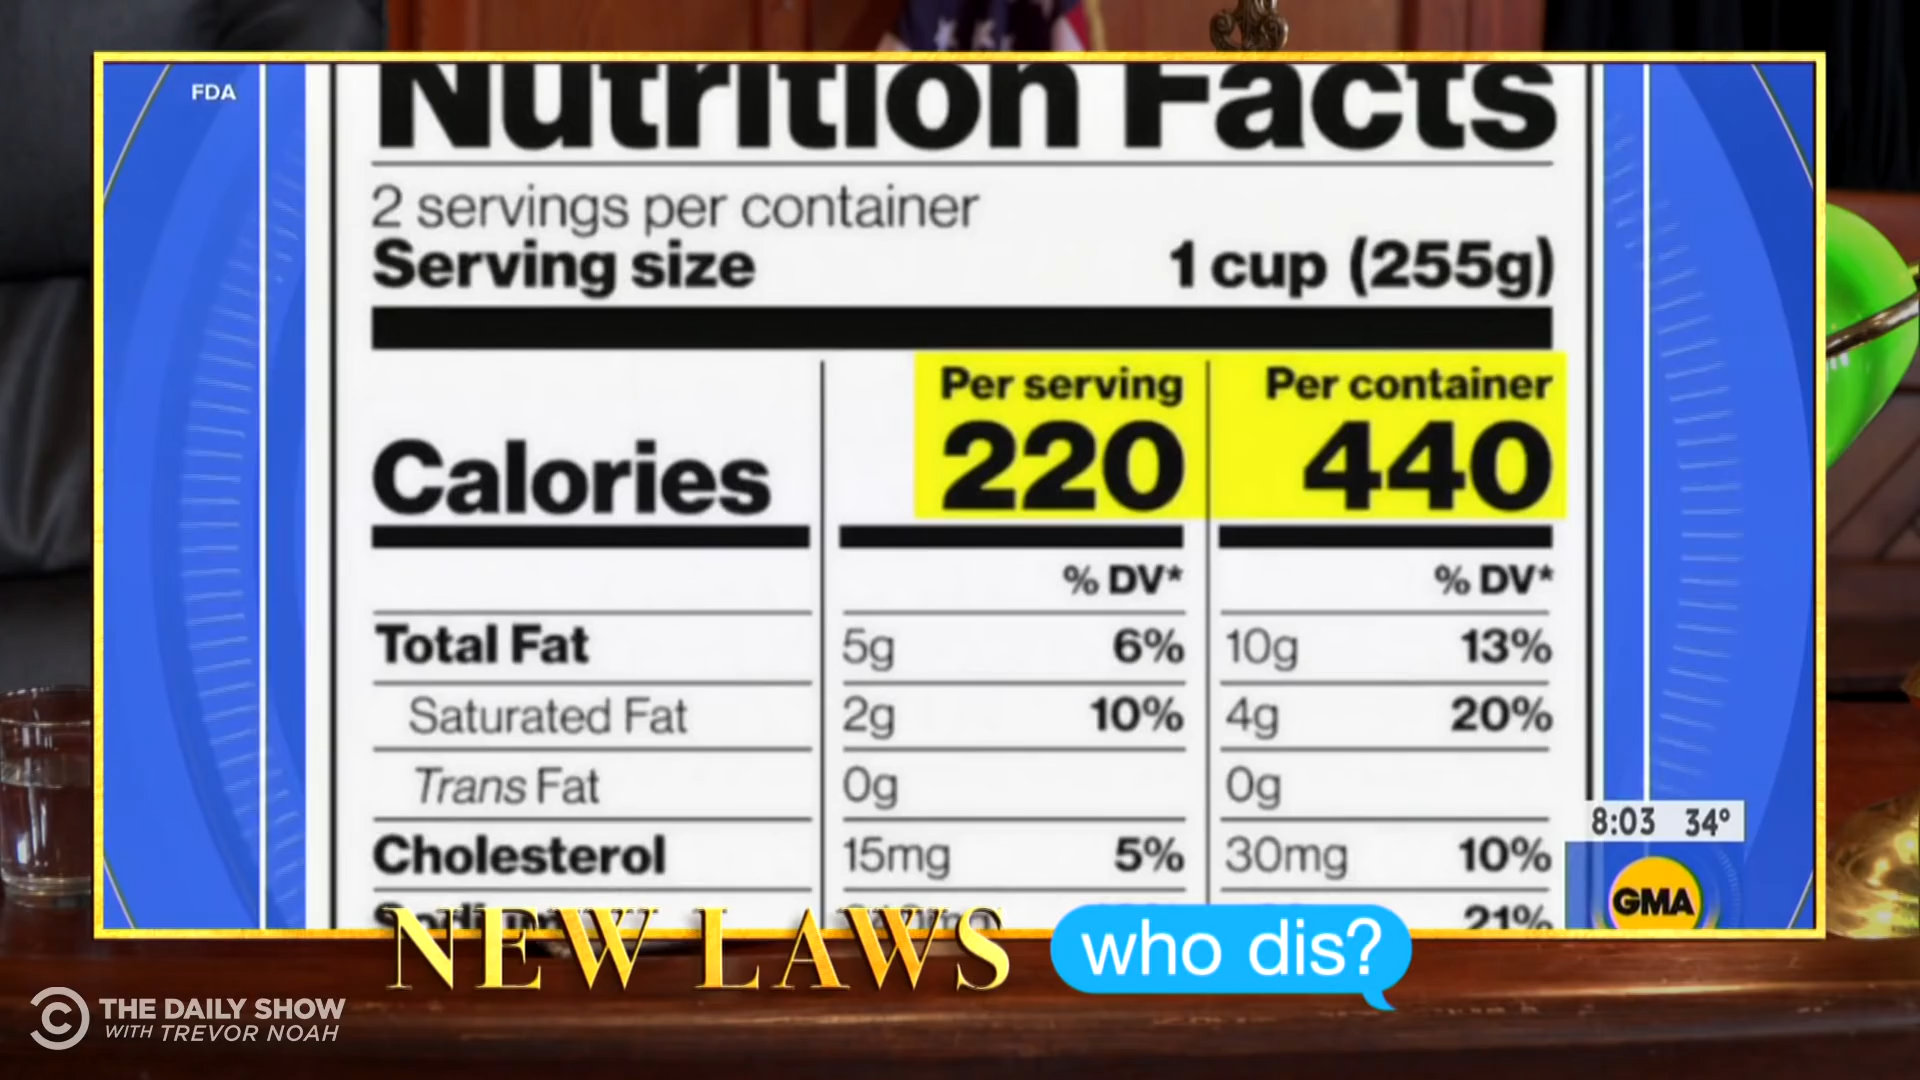 FDA
Nutrition Facts
2 servings per container
Serving size 1 cup (255g)
Per serving Per container
Calories 220 440
% DV* % DV*
Total Fat 5g 6% 10g 13%
Saturated Fat 2g 10% 4g 20%
Trans Fat 0g 0g
8:03 34°
Cholesterol 15mg 5% 30mg 10%
21%
GMA
NEW LAWS who dis?
THE DAILY SHOW
WITH TREVOR NOAH